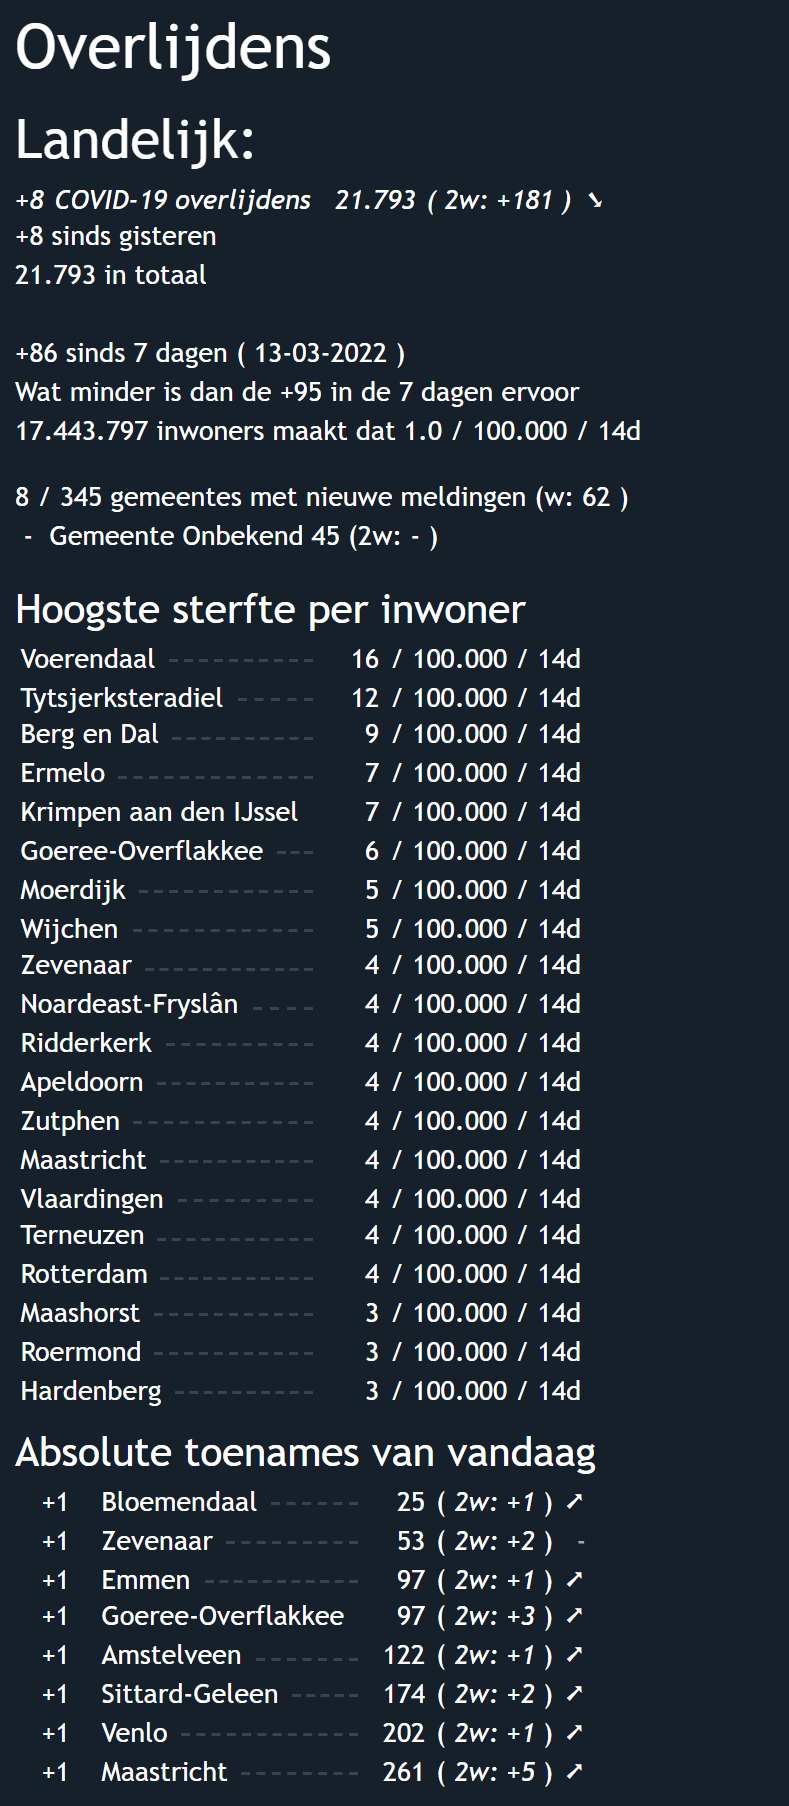 Overlijdens
Landelijk:
+8 COVID-19 overlijdens 21.793 ( 2w: +181 ) ➘
+8 sinds gisteren
21.793 in totaal
+86 sinds 7 dagen ( 13-03-2022 )
Wat minder is dan de +95 in de 7 dagen ervoor
17.443.797 inwoners maakt dat 1.0 / 100.000 / 14d
8 / 345 gemeentes met nieuwe meldingen (w: 62 )
- Gemeente Onbekend 45 (2w: - )
Hoogste sterfte per inwoner
Voerendaal ---------- 16 / 100.000 / 14d
Tytsjerksteradiel ----- 12 / 100.000 / 14d
Berg en Dal ---------- 9 / 100.000 / 14d
Ermelo ------------- 7 / 100.000 / 14d
Krimpen aan den IJssel 7 / 100.000 / 14d
Goeree-Overflakkee --- 6 / 100.000 / 14d
Moerdijk ------------ 5 / 100.000 / 14d
Wijchen ------------ 5 / 100.000 / 14d
Zevenaar ----------- 4 / 100.000 / 14d
Noardeast-Fryslân ---- 4 / 100.000 / 14d
Ridderkerk ---------- 4 / 100.000 / 14d
Apeldoorn ----------- 4 / 100.000 / 14d
Zutphen ------------ 4 / 100.000 / 14d
Maastricht ----------- 4 / 100.000 / 14d
Vlaardingen --------- 4 / 100.000 / 14d
Terneuzen ----------- 4 / 100.000 / 14d
Rotterdam ----------- 4 / 100.000 / 14d
Maashorst ----------- 3 / 100.000 / 14d
Roermond ----------- 3 / 100.000 / 14d
Hardenberg ---------- 3 / 100.000 / 14d
Absolute toenames van vandaag
+1 Bloemendaal ------ 25 ( 2w: +1 ) ➚
+1 Zevenaar --------- 53 ( 2w: +2 ) -
+1 Emmen ----------- 97 ( 2w: +1 ) ➚
+1 Goeree-Overflakkee 97 ( 2w: +3 ) ➚
+1 Amstelveen ------- 122 ( 2w: +1 ) ➚
+1 Sittard-Geleen ----- 174 ( 2w: +2 ) ➚
+1 Venlo ------------ 202 ( 2w: +1 ) ➚
+1 Maastricht -------- 261 ( 2w: +5 ) ➚